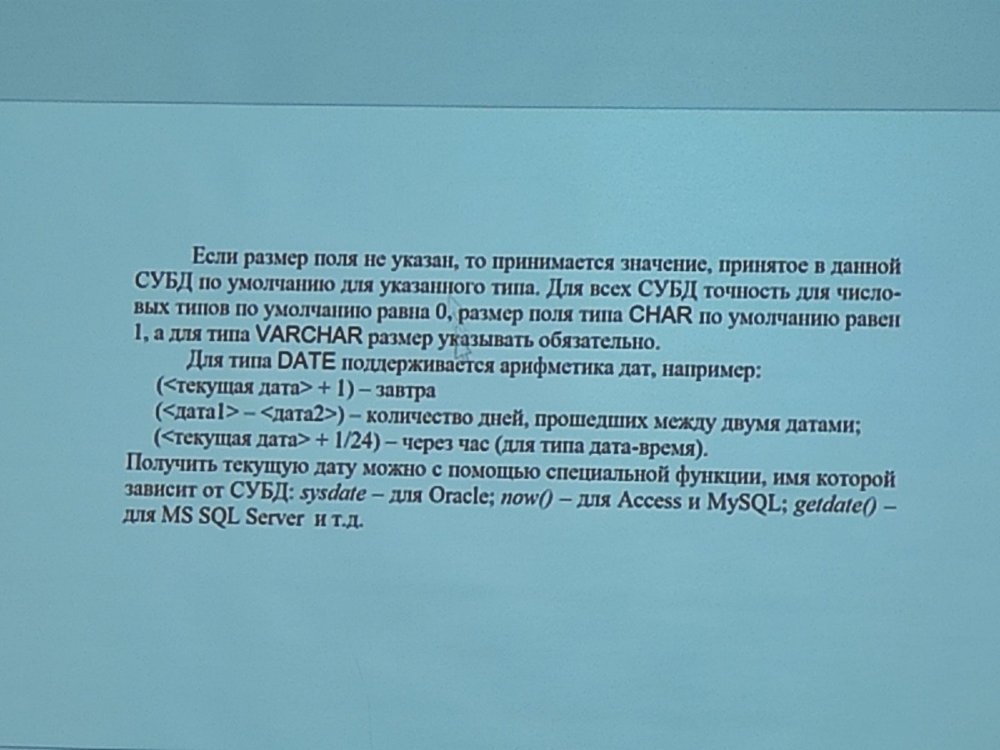 Если размер поля не указан, то принимается значение, принятое в данной
СУБД по умолчанию для указанного типа. Для всех СУБД точность для число-
вых типов по умолчанию равна 0, размер поля типа CHAR по умолчанию равен
1, а для типа VARCHAR размер указывать обязательно.
Для типа DATE поддерживается арифметика дат, например:
(<текущая дата> + 1) – завтра
(<дата1> – <дата2>) – количество дней, прошедших между двумя датами;
(<текущая дата> + 1/24) – через час (для типа дата-время).
Получить текущую дату можно с помощью специальной функции, имя которой
зависит от СУБД: sysdate – для Oracle; now() – для Access и MySQL; getdate() –
для MS SQL Server и т.д.